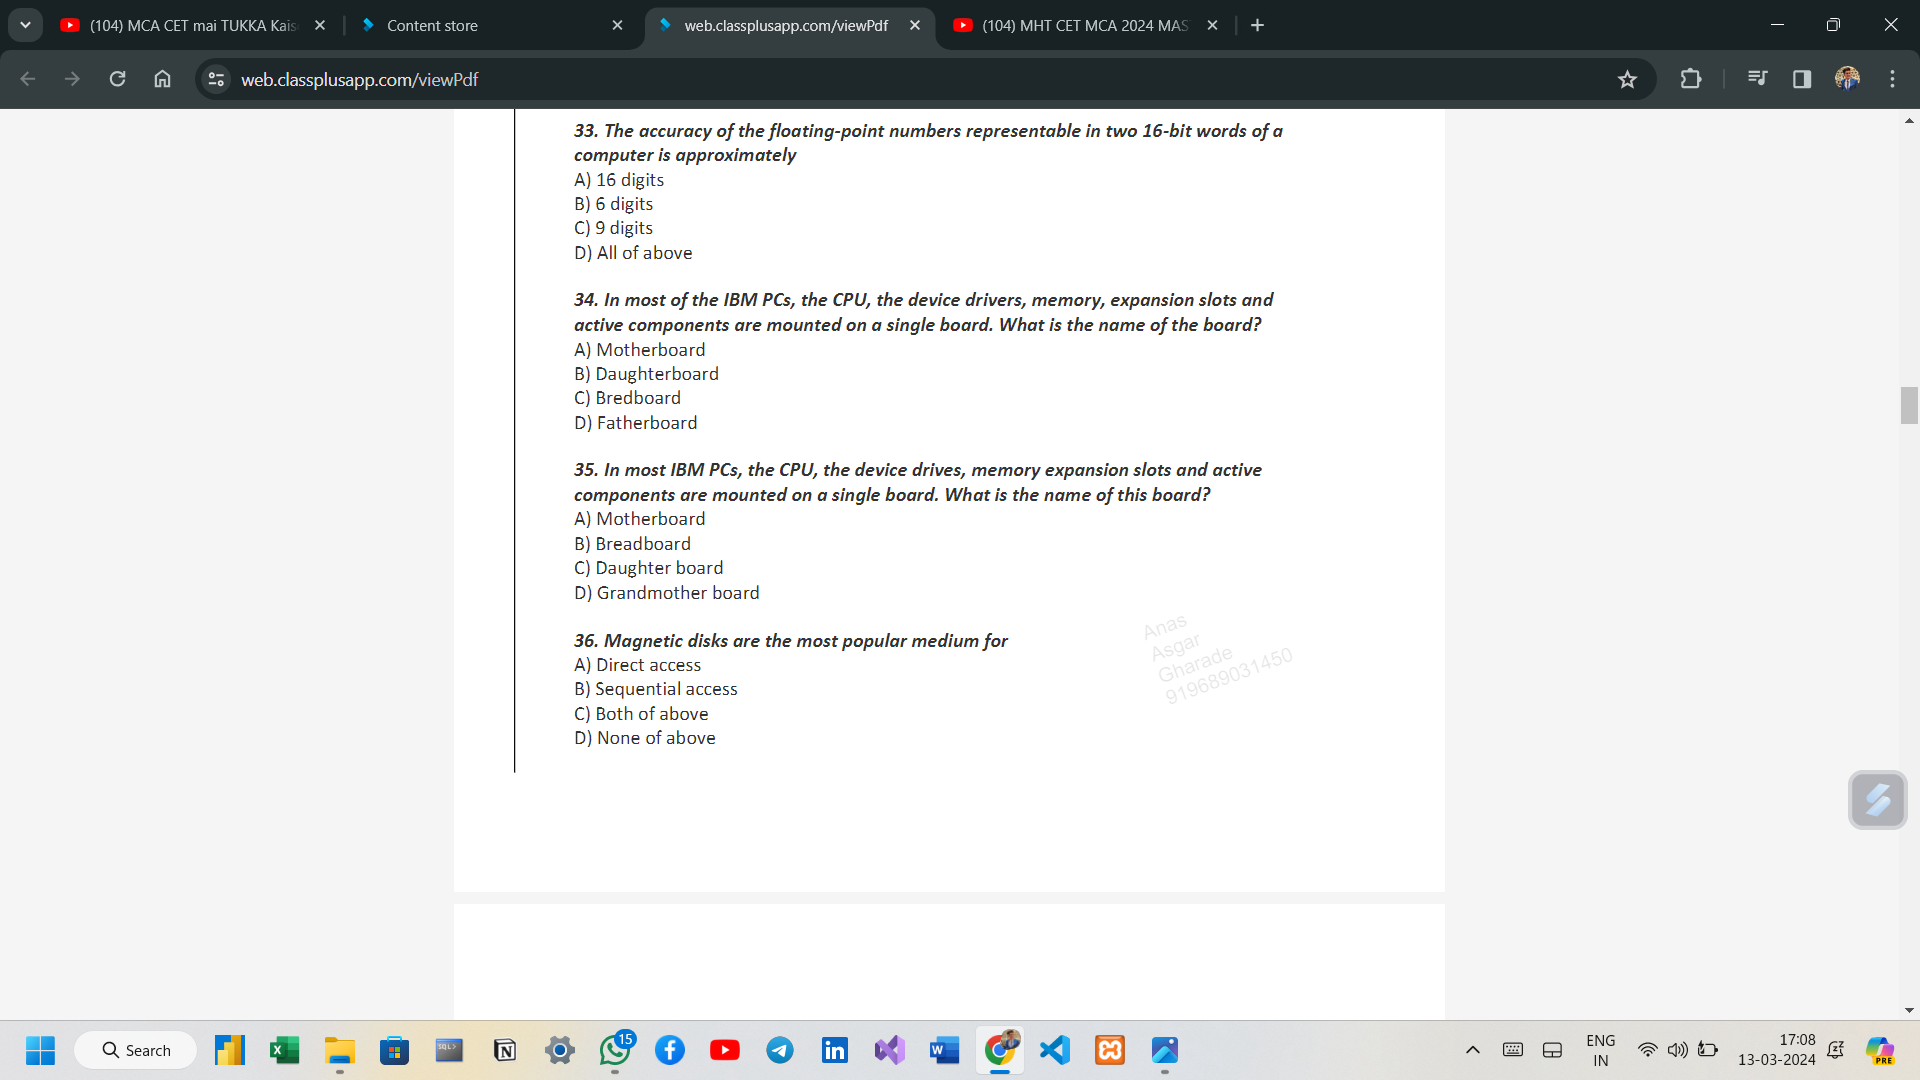 (104) MCA CET mai TUKKA Kais
Content store
web.classplusapp.com/viewPdf
(104) MHT CET MCA 2024 MAS
web.classplusapp.com/viewPdf
33. The accuracy of the floating-point numbers representable in two 16-bit words of a
computer is approximately
A) 16 digits
B) 6 digits
C) 9 digits
D) All of above
34. In most of the IBM PCs, the CPU, the device drivers, memory, expansion slots and
active components are mounted on a single board. What is the name of the board?
A) Motherboard
B) Daughterboard
C) Bredboard
D) Fatherboard
35. In most IBM PCs, the CPU, the device drives, memory expansion slots and active
components are mounted on a single board. What is the name of this board?
A) Motherboard
B) Breadboard
C) Daughter board
D) Grandmother board
36. Magnetic disks are the most popular medium for
A) Direct access
B) Sequential access
C) Both of above
D) None of above
Anas
Asgar
Gharade
919689031450
Search
SQL>
15
ENG
IN
17:08
13-03-2024
PRE